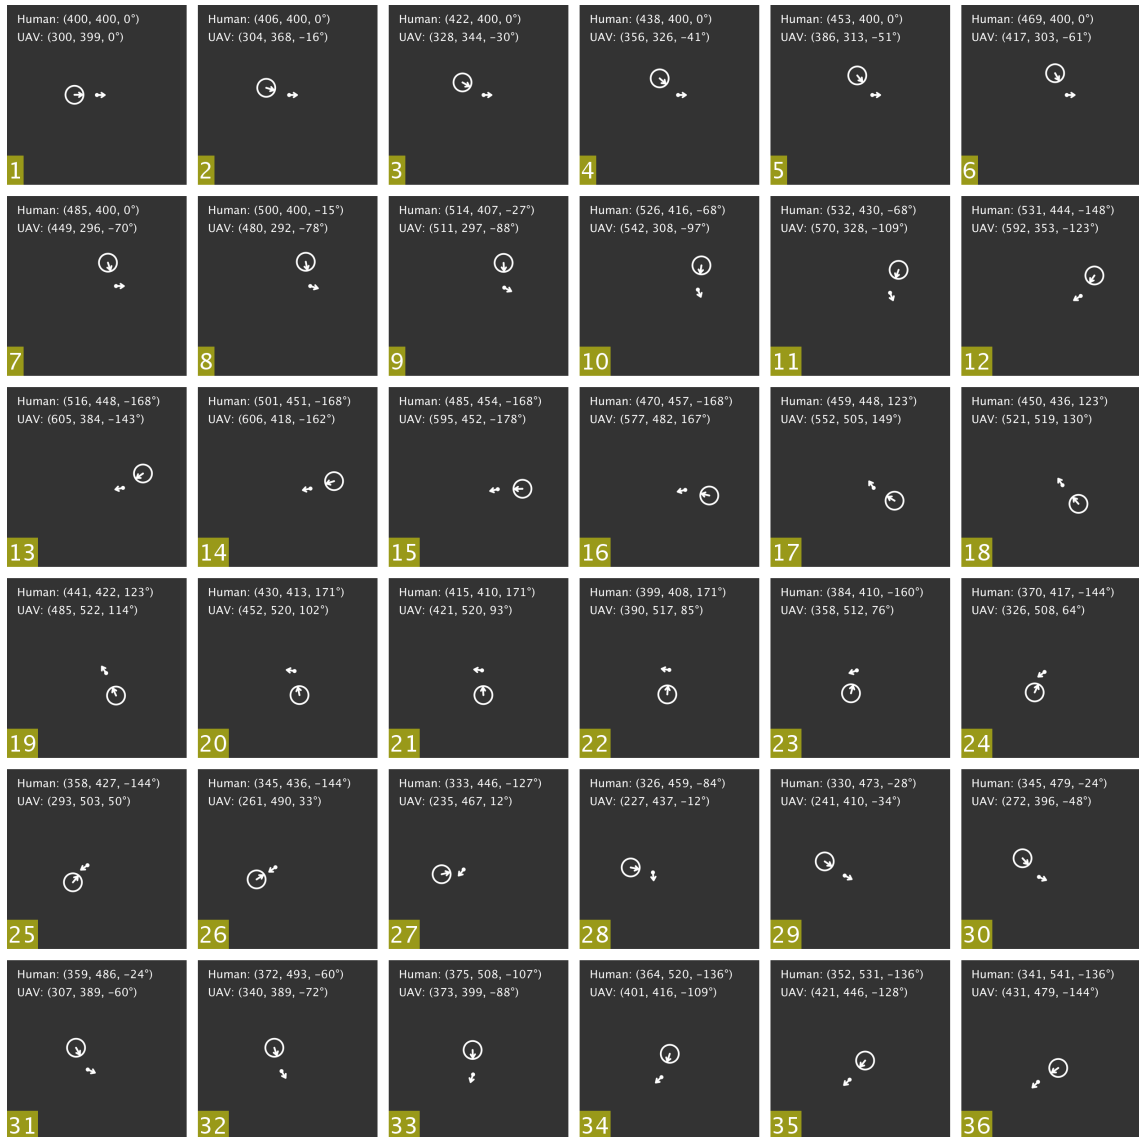 Human: (400, 400, 0°)
UAV: (300, 399, 0°)
1
Human: (406, 400, 0°)
UAV: (304, 368, −16°)
2
Human: (422, 400, 0°)
UAV: (328, 344, −30°)
3
Human: (438, 400, 0°)
UAV: (356, 326, −41°)
4
Human: (453, 400, 0°)
UAV: (386, 313, −51°)
5
Human: (469, 400, 0°)
UAV: (417, 303, −61°)
6
Human: (485, 400, 0°)
UAV: (449, 296, −70°)
7
Human: (500, 400, −15°)
UAV: (480, 292, −78°)
8
Human: (514, 407, −27°)
UAV: (511, 297, −88°)
9
Human: (526, 416, −68°)
UAV: (542, 308, −97°)
10
Human: (532, 430, −68°)
UAV: (570, 328, −109°)
11
Human: (531, 444, −148°)
UAV: (592, 353, −123°)
12
Human: (516, 448, −168°)
UAV: (605, 384, −143°)
13
Human: (501, 451, −168°)
UAV: (606, 418, −162°)
14
Human: (485, 454, −168°)
UAV: (595, 452, −178°)
15
Human: (470, 457, −168°)
UAV: (577, 482, 167°)
16
Human: (459, 448, 123°)
UAV: (552, 505, 149°)
17
Human: (450, 436, 123°)
UAV: (521, 519, 130°)
18
Human: (441, 422, 123°)
UAV: (485, 522, 114°)
19
Human: (430, 413, 171°)
UAV: (452, 520, 102°)
20
Human: (415, 410, 171°)
UAV: (421, 520, 93°)
21
Human: (399, 408, 171°)
UAV: (390, 517, 85°)
22
Human: (384, 410, −160°)
UAV: (358, 512, 76°)
23
Human: (370, 417, −144°)
UAV: (326, 508, 64°)
24
Human: (358, 427, −144°)
UAV: (293, 503, 50°)
25
Human: (345, 436, −144°)
UAV: (261, 490, 33°)
26
Human: (333, 446, −127°)
UAV: (235, 467, 12°)
27
Human: (326, 459, −84°)
UAV: (227, 437, −12°)
28
Human: (330, 473, −28°)
UAV: (241, 410, −34°)
29
Human: (345, 479, −24°)
UAV: (272, 396, −48°)
30
Human: (359, 486, −24°)
UAV: (307, 389, −60°)
31
Human: (372, 493, −60°)
UAV: (340, 389, −72°)
32
Human: (375, 508, −107°)
UAV: (373, 399, −88°)
33
Human: (364, 520, −136°)
UAV: (401, 416, −109°)
34
Human: (352, 531, −136°)
UAV: (421, 446, −128°)
35
Human: (341, 541, −136°)
UAV: (431, 479, −144°)
36